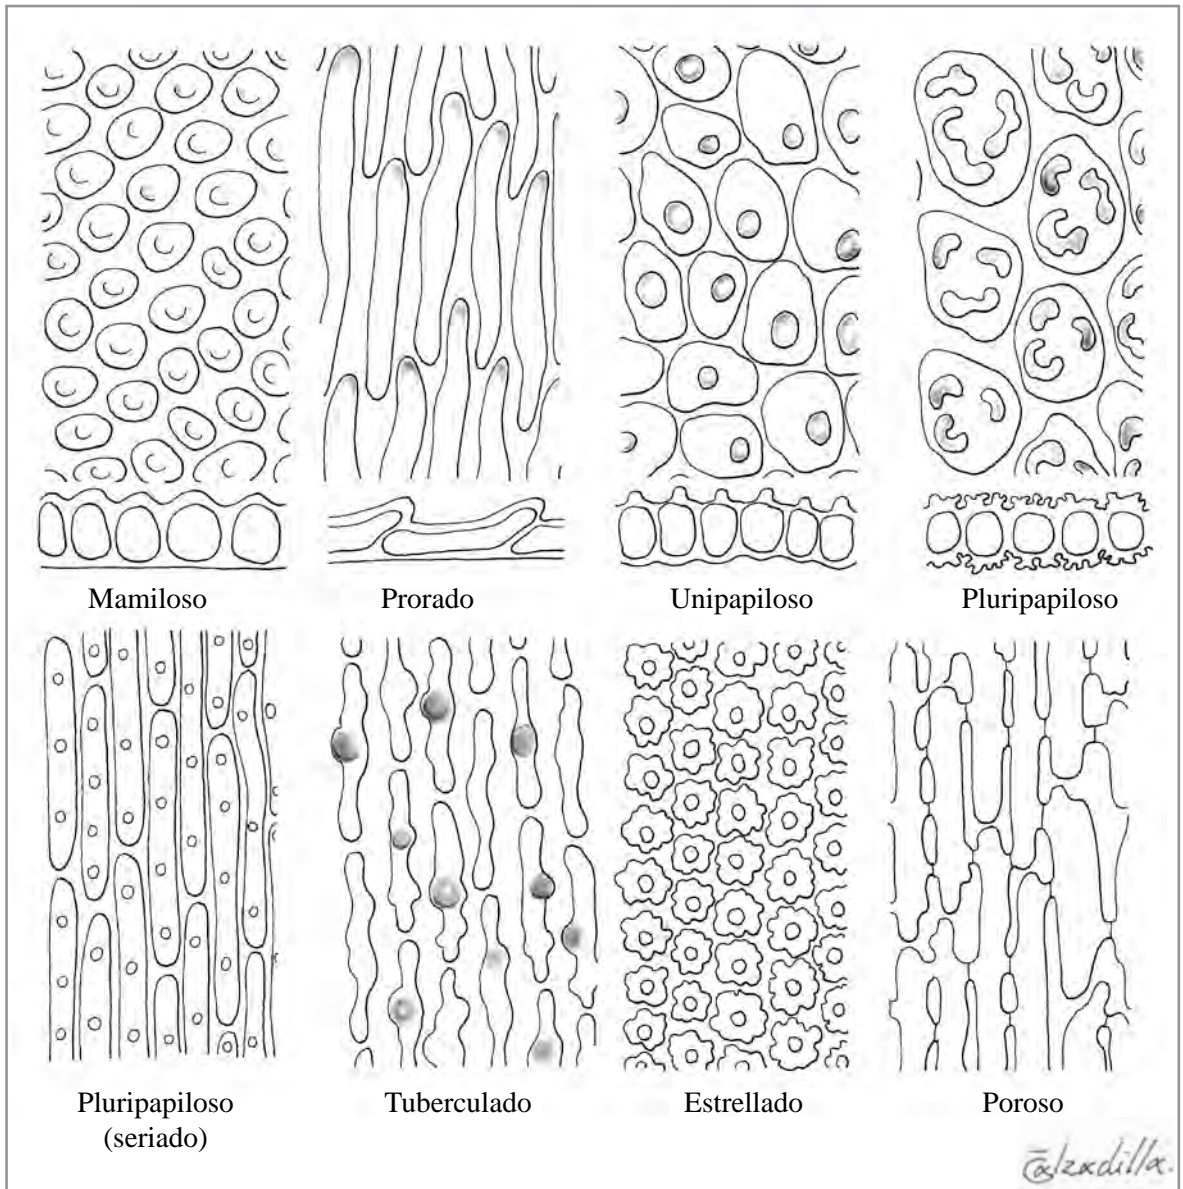 Mamiloso
Prorado
Unipapiloso
Pluripapiloso
Pluripapiloso
(seriado)
Tuberculado
Estrellado
Poroso
Calzadilla.